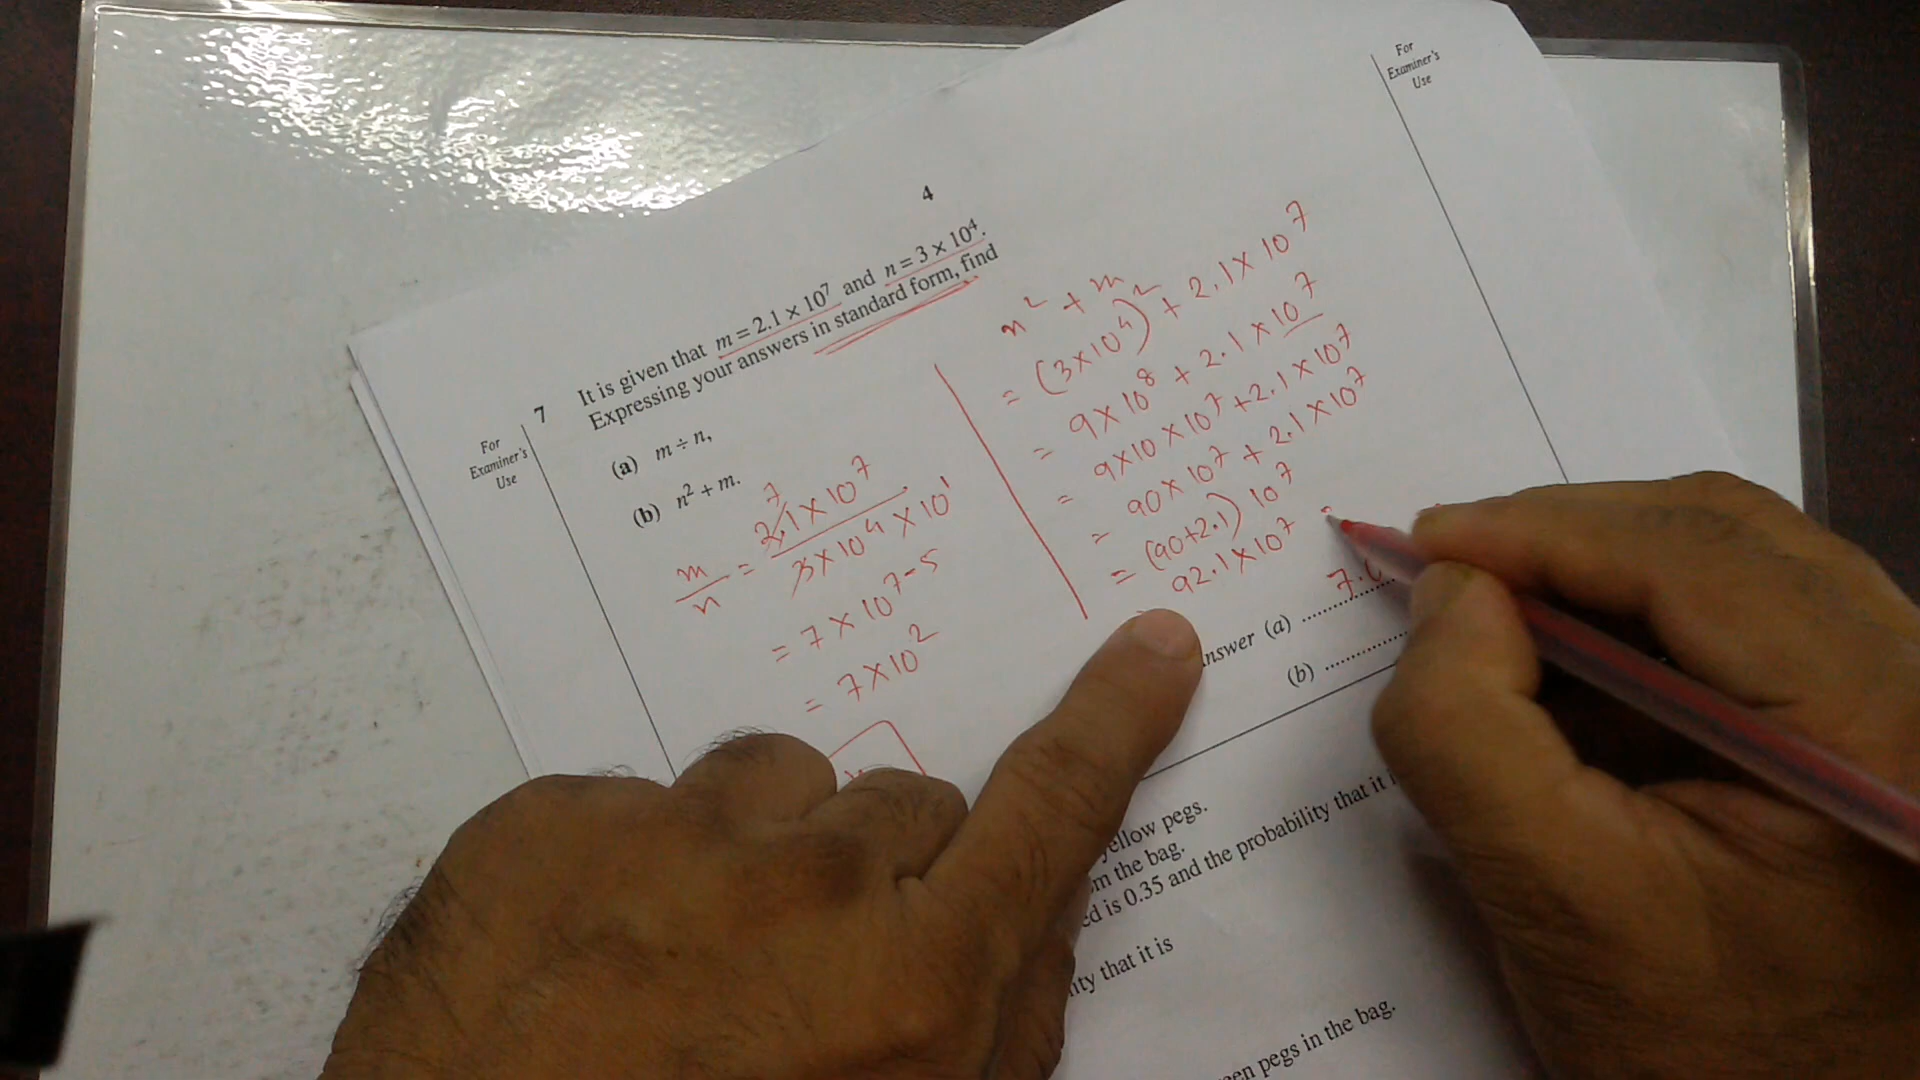 4
For
Examiner's
Use
For
Examiner's
Use
7 It is given that m = 2.1 × 10⁷ and n = 3 × 10⁴.
Expressing your answers in standard form, find
(a) m ÷ n,
(b) n² + m.
7
m/n = 2.1 × 10⁷ / 3 × 10⁴ × 10¹
= 7 × 10⁷⁻⁵
= 7 × 10²
n² + m
= (3×10⁴)² + 2.1 × 10⁷
= 9 × 10⁸ + 2.1 × 10⁷
= 9×10 × 10⁷ + 2.1 × 10⁷
= 90 × 10⁷ + 2.1 × 10⁷
= (90+2.1) 10⁷
92.1 × 10⁷
nswer (a) .......... 7.
(b) ..........
yellow pegs.
m the bag.
ed is 0.35 and the probability that it
ity that it is
en pegs in the bag.